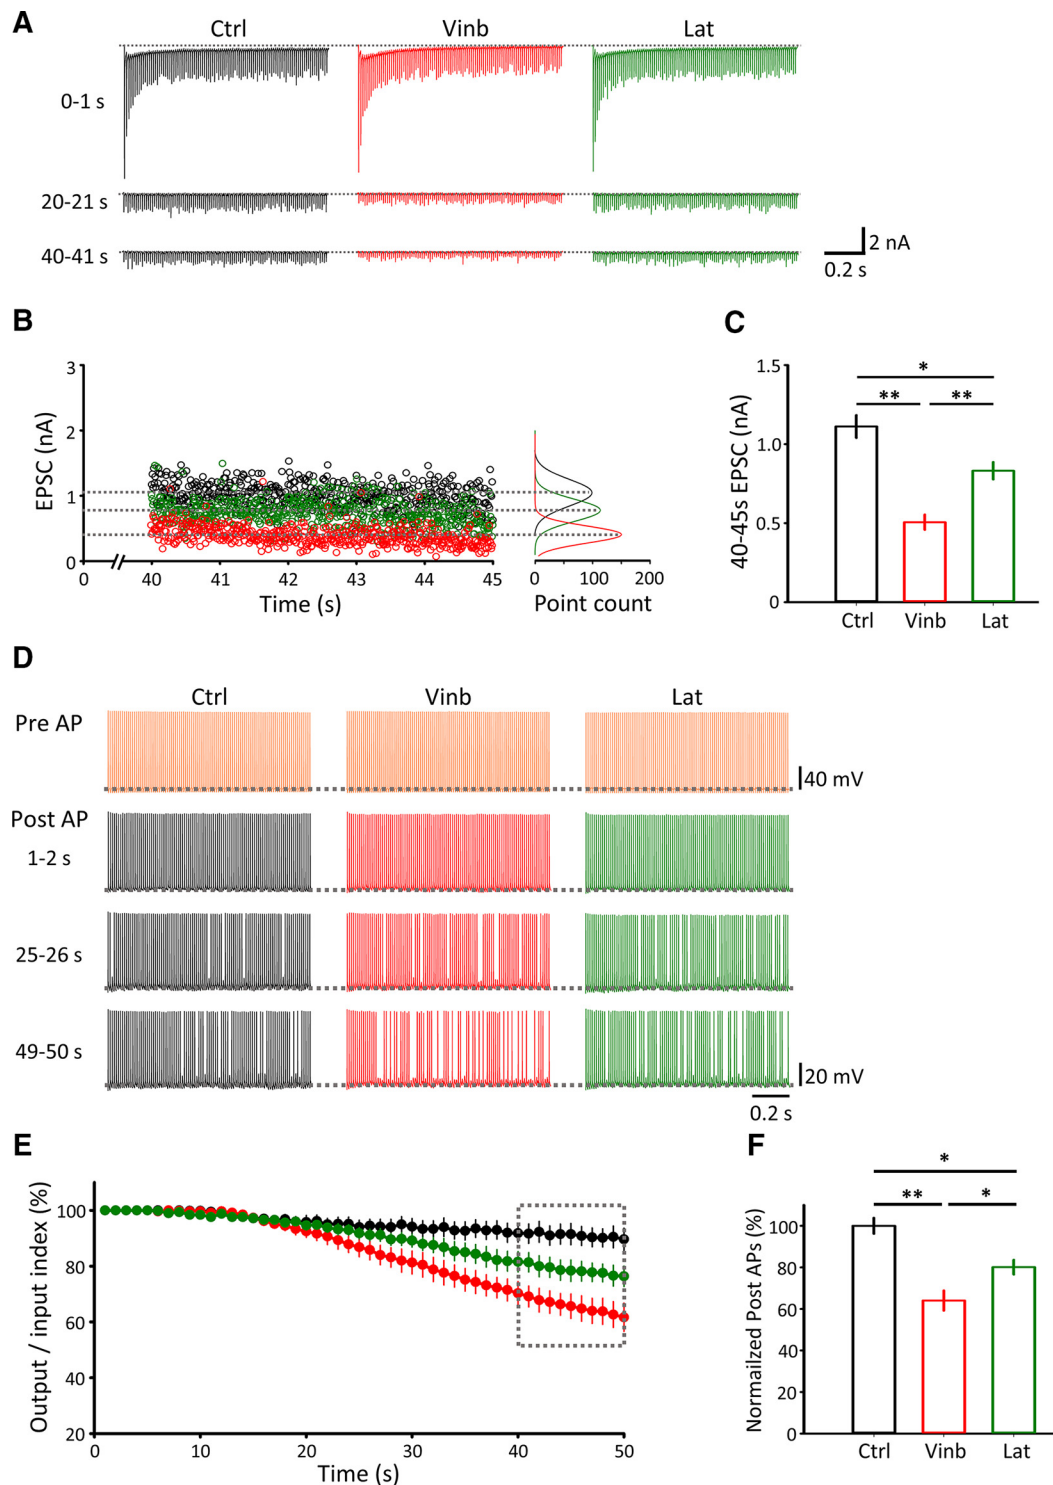 A
Ctrl Vinb Lat
0-1 s
20-21 s
40-41 s
2 nA
0.2 s
B
EPSC (nA)
3
2
1
0
0 40 41 42 43 44 45
Time (s)
0 100 200
Point count
C
40-45s EPSC (nA)
1.5
1.0
0.5
0
*
** **
Ctrl Vinb Lat
D
Ctrl Vinb Lat
Pre AP
40 mV
Post AP
1-2 s
25-26 s
49-50 s
20 mV
0.2 s
E
Output / input index (%)
100
80
60
40
20
0 10 20 30 40 50
Time (s)
F
Normailzed Post APs (%)
100
80
60
40
20
0
*
** *
Ctrl Vinb Lat